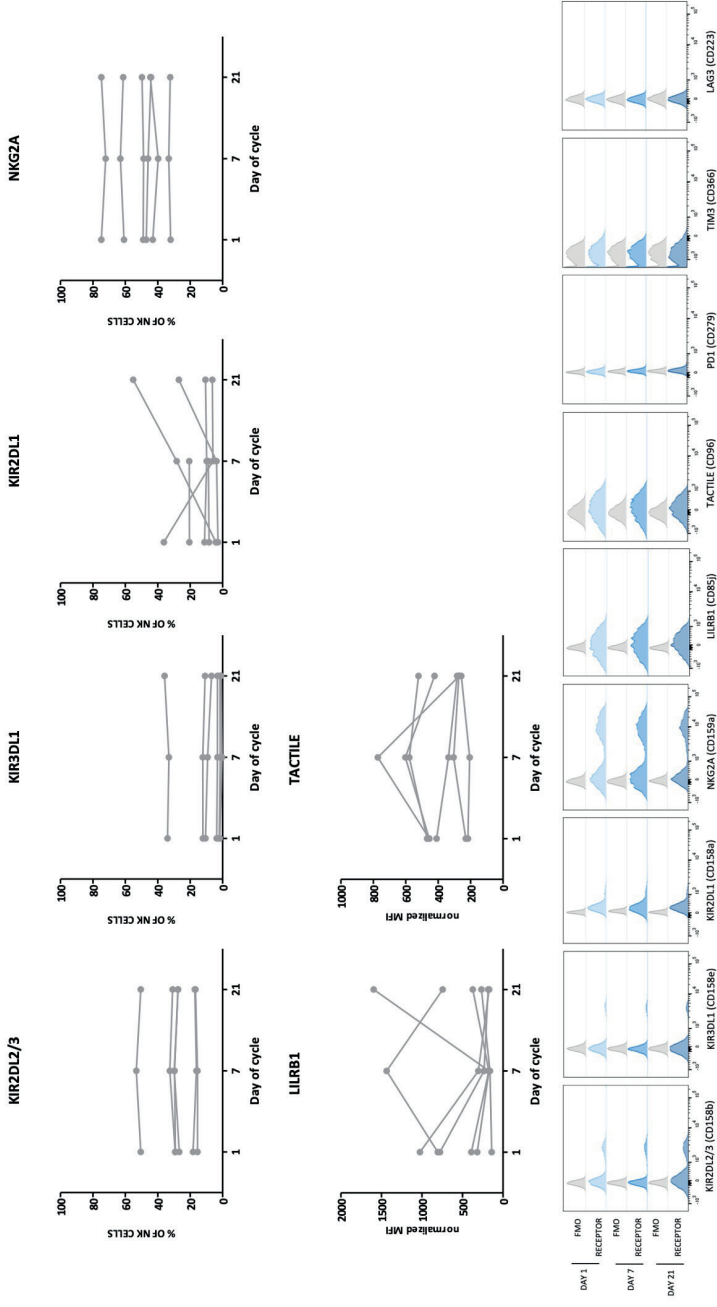 KIR2DL2/3
% OF NK CELLS
100
80
60
40
20
0
1
7
21
Day of cycle
KIR3DL1
% OF NK CELLS
100
80
60
40
20
0
1
7
21
Day of cycle
KIR2DL1
% OF NK CELLS
100
80
60
40
20
0
1
7
21
Day of cycle
NKG2A
% OF NK CELLS
100
80
60
40
20
0
1
7
21
Day of cycle
LILRB1
normalized MFI
2000
1500
1000
500
0
1
7
21
Day of cycle
TACTILE
normalized MFI
1000
800
600
400
200
0
1
7
21
Day of cycle
DAY 1
FMO
RECEPTOR
DAY 7
FMO
RECEPTOR
DAY 21
FMO
RECEPTOR
KIR2DL2/3 (CD158b)
KIR3DL1 (CD158e)
KIR2DL1 (CD158a)
NKG2A (CD159a)
LILRB1 (CD85j)
TACTILE (CD96)
PD1 (CD279)
TIM3 (CD366)
LAG3 (CD223)